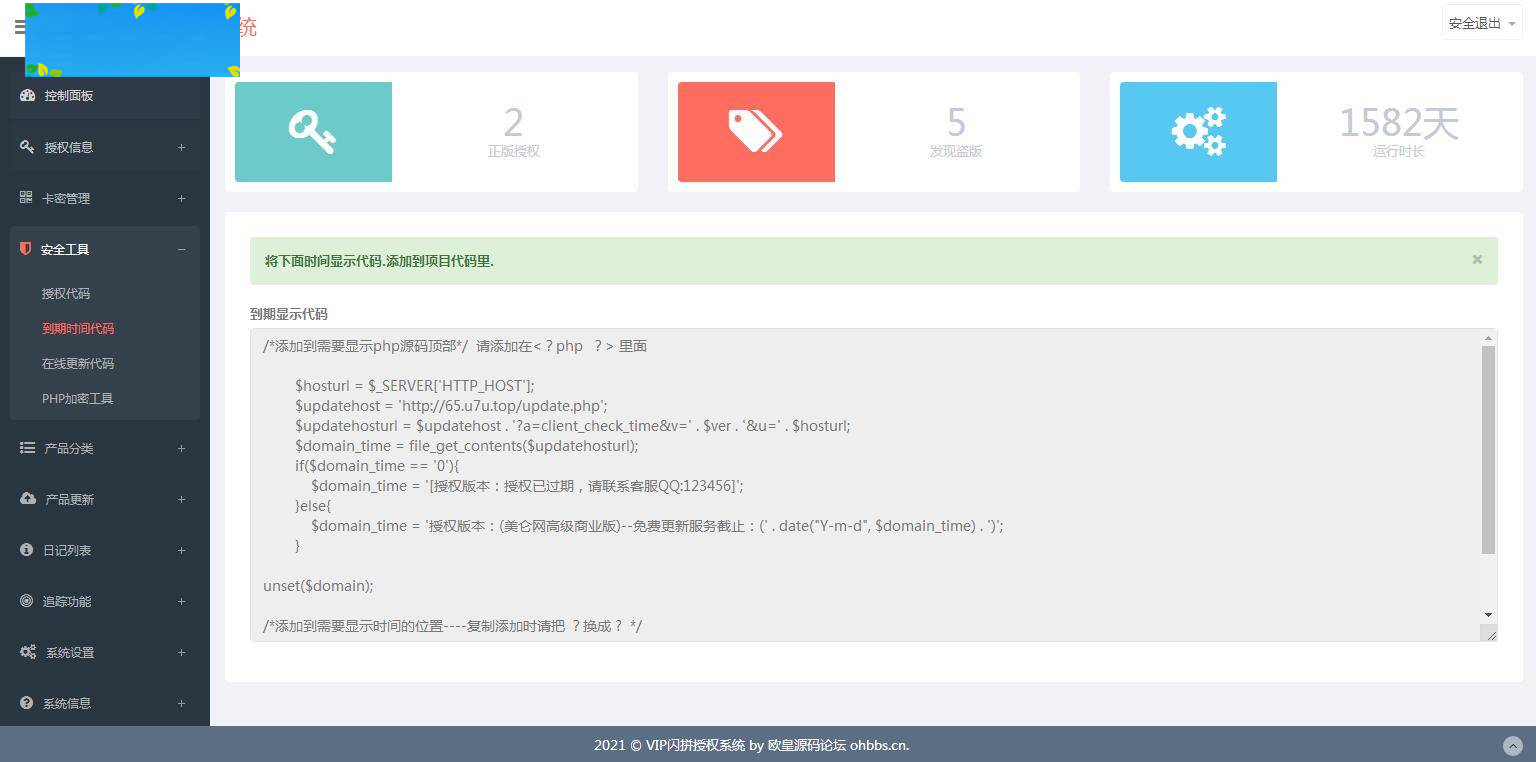 统
安全退出
控制面板
授权信息
卡密管理
安全工具
授权代码
到期时间代码
在线更新代码
PHP加密工具
产品分类
产品更新
日记列表
追踪功能
系统设置
系统信息
2
正版授权
5
发现盗版
1582天
运行时长
将下面时间显示代码.添加到项目代码里.
到期显示代码
/*添加到需要显示php源码顶部*/ 请添加在<？php ？> 里面
$hosturl = $_SERVER['HTTP_HOST'];
$updatehost = 'http://65.u7u.top/update.php';
$updatehosturl = $updatehost . '?a=client_check_time&v=' . $ver . '&u=' . $hosturl;
$domain_time = file_get_contents($updatehosturl);
if($domain_time == '0'){
$domain_time = '[授权版本：授权已过期，请联系客服QQ:123456]';
}else{
$domain_time = '授权版本：(美仑网高级商业版)--免费更新服务截止：(' . date("Y-m-d", $domain_time) . ')';
}
unset($domain);
/*添加到需要显示时间的位置----复制添加时请把 ？换成？ */
2021 © VIP闪拼授权系统 by 欧皇源码论坛 ohbbs.cn.